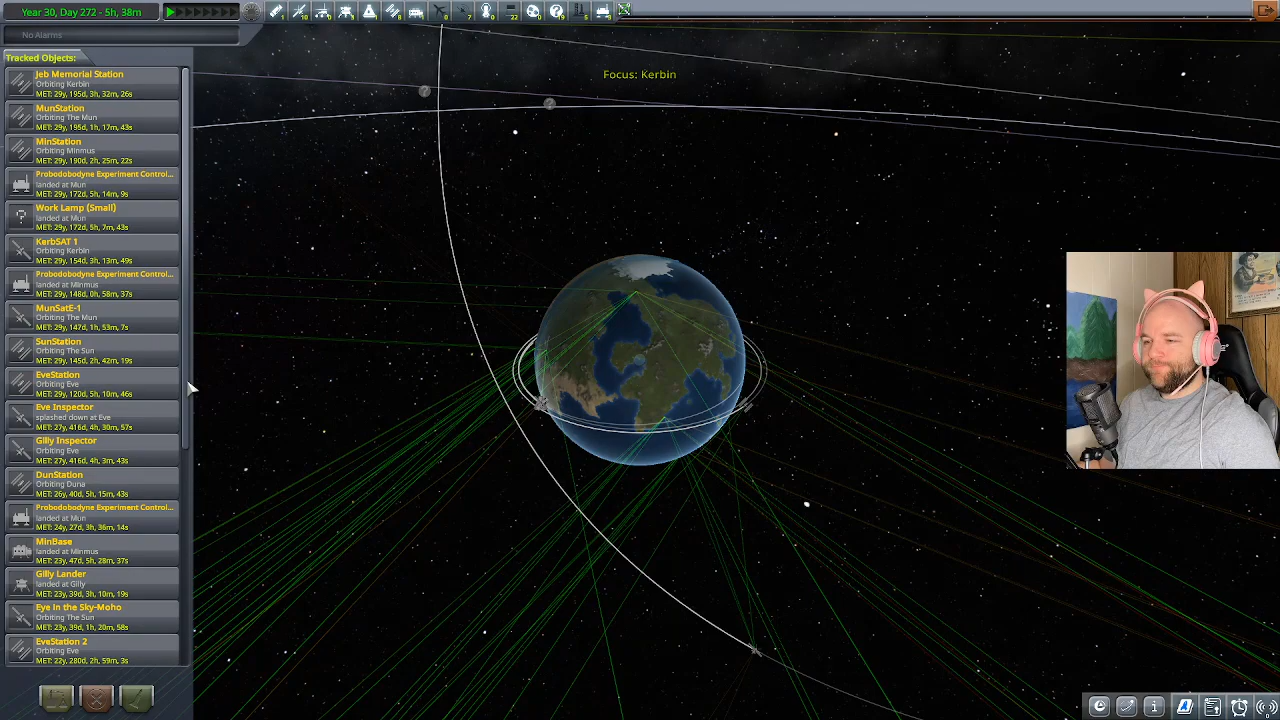 Year 30, Day 272 - 5h, 38m
No Alarms
Tracked Objects:
Jeb Memorial Station
Orbiting Kerbin
MET: 29y, 195d, 3h, 32m, 26s
MunStation
Orbiting The Mun
MET: 29y, 195d, 1h, 17m, 43s
MinStation
Orbiting Minmus
MET: 29y, 190d, 2h, 25m, 22s
Probodobodyne Experiment Control...
landed at Mun
MET: 29y, 172d, 5h, 14m, 9s
Work Lamp (Small)
landed at Mun
MET: 29y, 172d, 5h, 7m, 43s
KerbSAT 1
Orbiting Kerbin
MET: 29y, 154d, 3h, 13m, 49s
Probodobodyne Experiment Control...
landed at Minmus
MET: 29y, 148d, 0h, 58m, 37s
MunSatE-1
Orbiting The Mun
MET: 29y, 147d, 1h, 53m, 7s
SunStation
Orbiting The Sun
MET: 29y, 145d, 2h, 42m, 19s
EveStation
Orbiting Eve
MET: 29y, 120d, 5h, 10m, 46s
Eve Inspector
splashed down at Eve
MET: 27y, 416d, 4h, 30m, 57s
Gilly Inspector
Orbiting Eve
MET: 27y, 416d, 4h, 3m, 43s
DunStation
Orbiting Duna
MET: 26y, 40d, 5h, 15m, 43s
Probodobodyne Experiment Control...
landed at Mun
MET: 24y, 27d, 3h, 36m, 14s
MinBase
landed at Minmus
MET: 23y, 47d, 5h, 28m, 37s
Gilly Lander
landed at Gilly
MET: 23y, 39d, 3h, 10m, 19s
Eye In the Sky-Moho
Orbiting The Sun
MET: 23y, 39d, 1h, 20m, 58s
EveStation 2
Orbiting Eve
MET: 22y, 280d, 2h, 59m, 3s
Focus: Kerbin